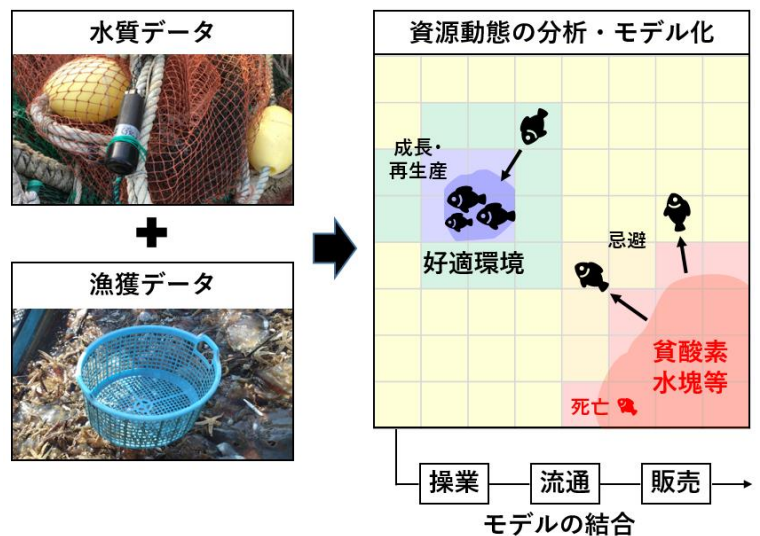 水質データ
漁獲データ
資源動態の分析・モデル化
成長・
再生産
好適環境
忌避
貧酸素
水塊等
死亡
操業
流通
販売
モデルの結合